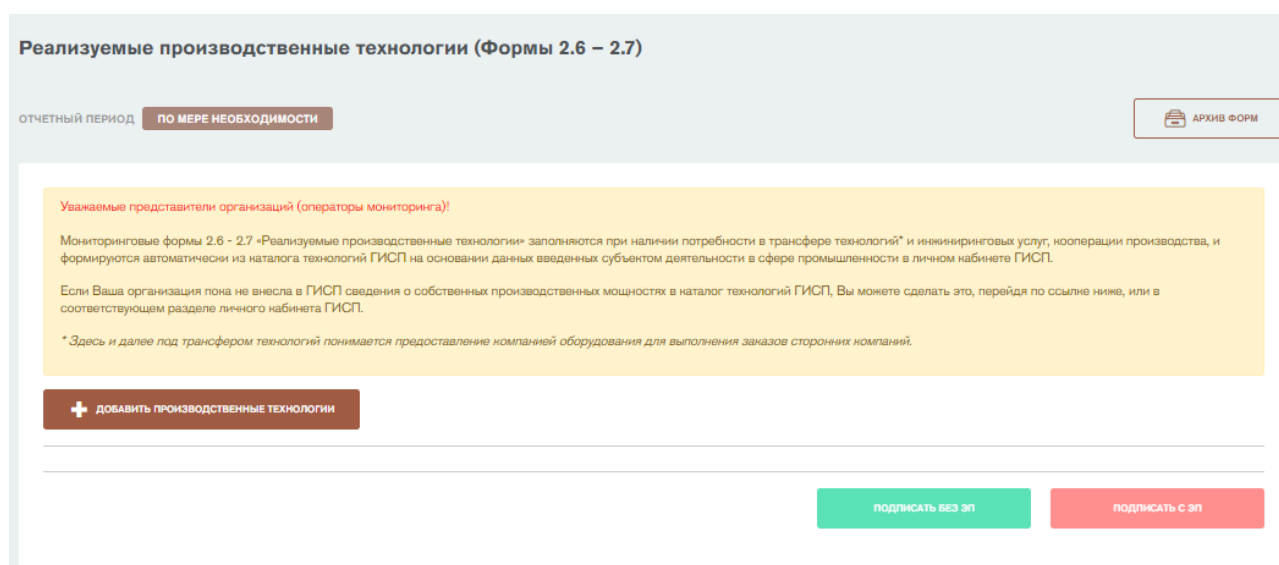 Реализуемые производственные технологии (Формы 2.6 – 2.7)
ОТЧЕТНЫЙ ПЕРИОД ПО МЕРЕ НЕОБХОДИМОСТИ
АРХИВ ФОРМ
Уважаемые представители организаций (операторы мониторинга)!
Мониторинговые формы 2.6 - 2.7 «Реализуемые производственные технологии» заполняются при наличии потребности в трансфере технологий* и инжиниринговых услуг, кооперации производства, и
формируются автоматически из каталога технологий ГИСП на основании данных введенных субъектом деятельности в сфере промышленности в личном кабинете ГИСП.
Если Ваша организация пока не внесла в ГИСП сведения о собственных производственных мощностях в каталог технологий ГИСП, Вы можете сделать это, перейдя по ссылке ниже, или в
соответствующем разделе личного кабинета ГИСП.
* Здесь и далее под трансфером технологий понимается предоставление компанией оборудования для выполнения заказов сторонних компаний.
ДОБАВИТЬ ПРОИЗВОДСТВЕННЫЕ ТЕХНОЛОГИИ
ПОДПИСАТЬ БЕЗ ЭП
ПОДПИСАТЬ С ЭП